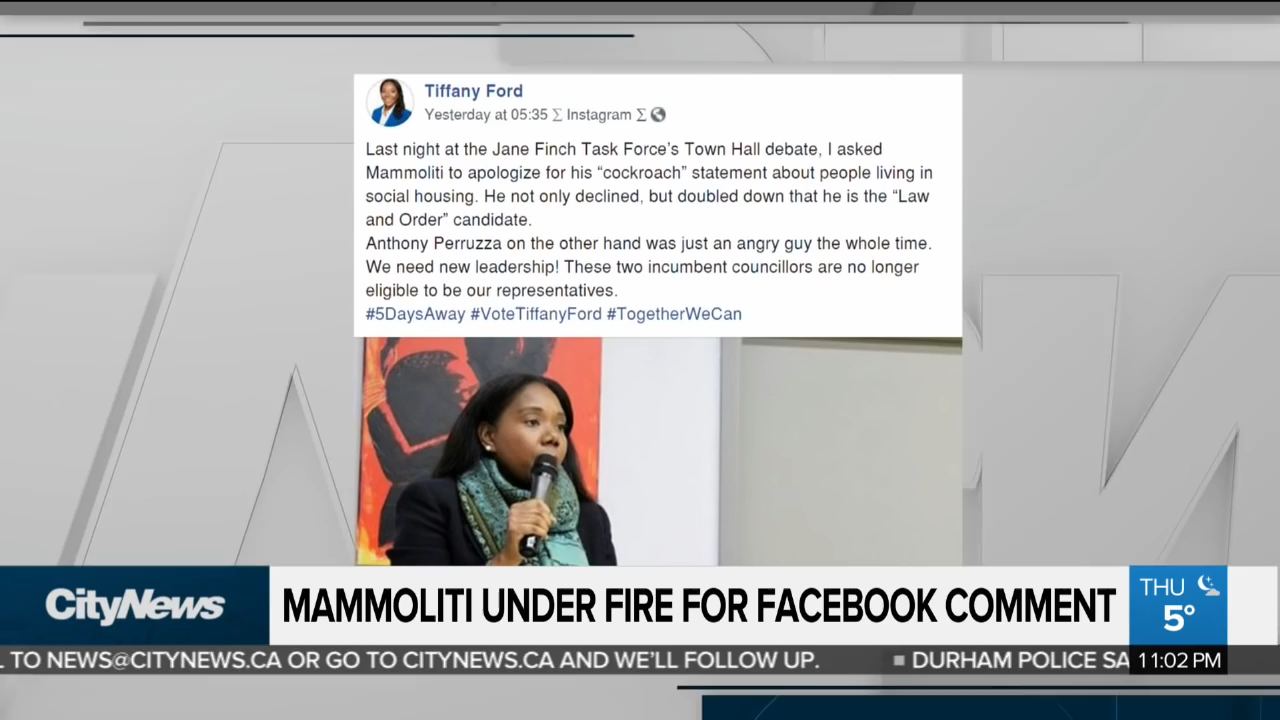 Tiffany Ford
Yesterday at 05:35 ∑ Instagram ∑
Last night at the Jane Finch Task Force's Town Hall debate, I asked
Mammoliti to apologize for his “cockroach” statement about people living in
social housing. He not only declined, but doubled down that he is the “Law
and Order” candidate.
Anthony Perruzza on the other hand was just an angry guy the whole time.
We need new leadership! These two incumbent councillors are no longer
eligible to be our representatives.
#5DaysAway #VoteTiffanyFord #TogetherWeCan
CityNews
MAMMOLITI UNDER FIRE FOR FACEBOOK COMMENT
THU
5°
L TO NEWS@CITYNEWS.CA OR GO TO CITYNEWS.CA AND WE'LL FOLLOW UP. ■ DURHAM POLICE SA
11:02 PM